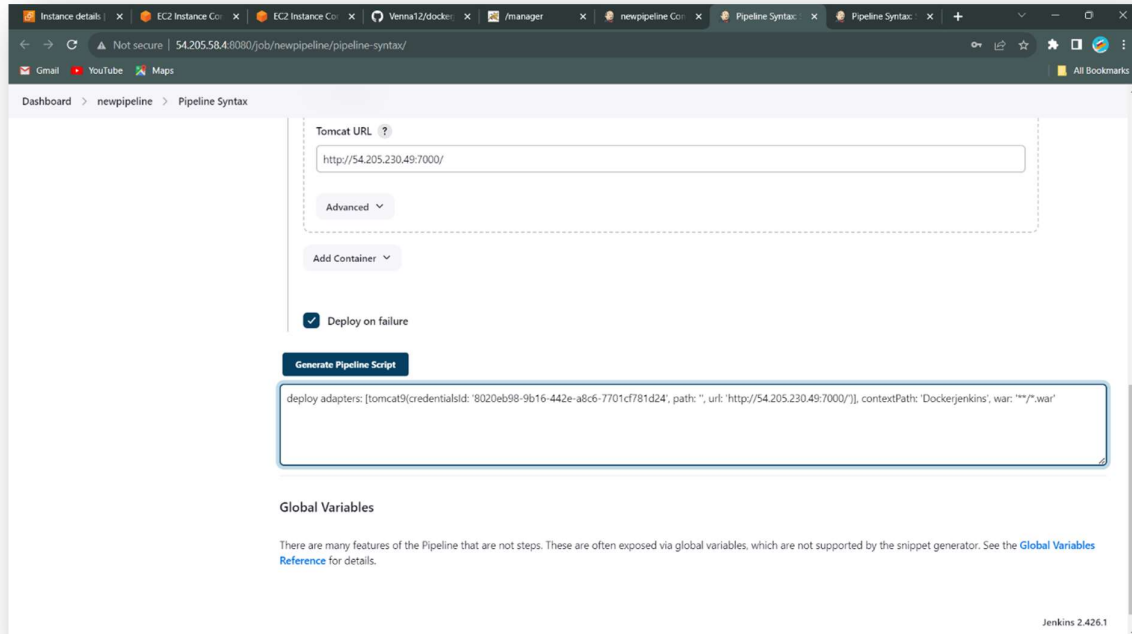 Instance details |
EC2 Instance Con
EC2 Instance Con
Venna12/docker
/manager
newpipeline Con
Pipeline Syntax:
Pipeline Syntax:
Not secure | 54.205.58.4:8080/job/newpipeline/pipeline-syntax/
Gmail YouTube Maps All Bookmarks
Dashboard > newpipeline > Pipeline Syntax
Tomcat URL ?
http://54.205.230.49:7000/
Advanced
Add Container
Deploy on failure
Generate Pipeline Script
deploy adapters: [tomcat9(credentialsId: '8020eb98-9b16-442e-a8c6-7701cf781d24', path: '', url: 'http://54.205.230.49:7000/')], contextPath: 'Dockerjenkins', war: '**/*.war'
Global Variables
There are many features of the Pipeline that are not steps. These are often exposed via global variables, which are not supported by the snippet generator. See the Global Variables
Reference for details.
Jenkins 2.426.1